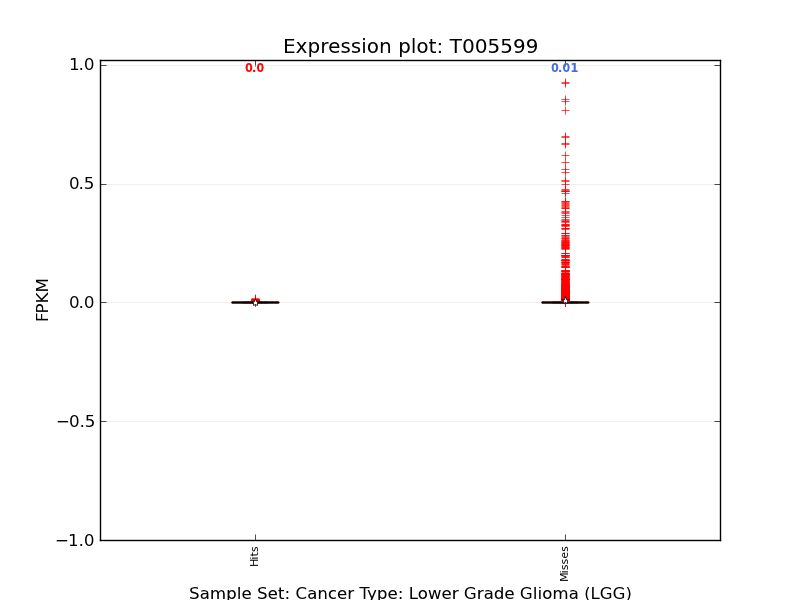 Expression plot: T005599
1.0
0.0
0.01
0.5
0.0
−0.5
−1.0
FPKM
Hits
Misses
Sample Set: Cancer Type: Lower Grade Glioma (LGG)